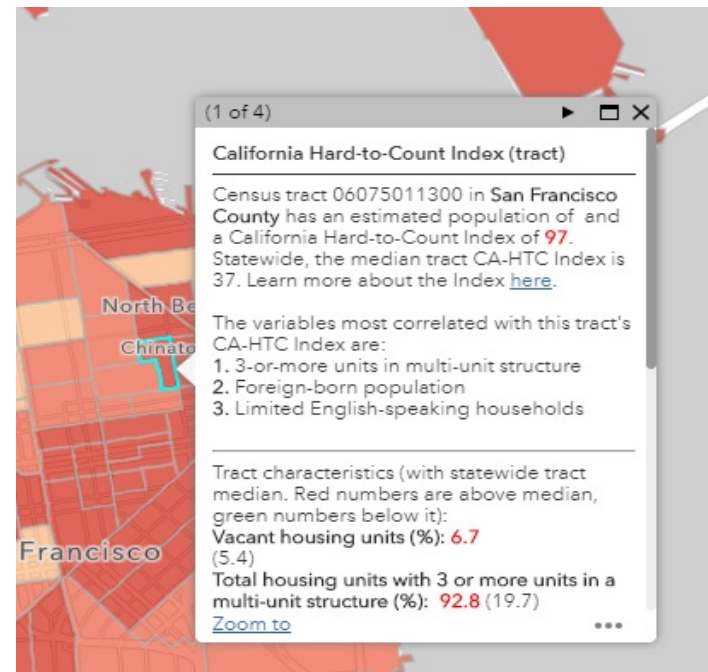 (1 of 4)
California Hard-to-Count Index (tract)
Census tract 06075011300 in San Francisco
County has an estimated population of  and
a California Hard-to-Count Index of 97.
Statewide, the median tract CA-HTC Index is
37. Learn more about the Index here.
The variables most correlated with this tract's
CA-HTC Index are:
1. 3-or-more units in multi-unit structure
2. Foreign-born population
3. Limited English-speaking households
Tract characteristics (with statewide tract
median. Red numbers are above median,
green numbers below it):
Vacant housing units (%): 6.7
(5.4)
Total housing units with 3 or more units in a
multi-unit structure (%): 92.8 (19.7)
Zoom to
North Be
Chinato
Francisco